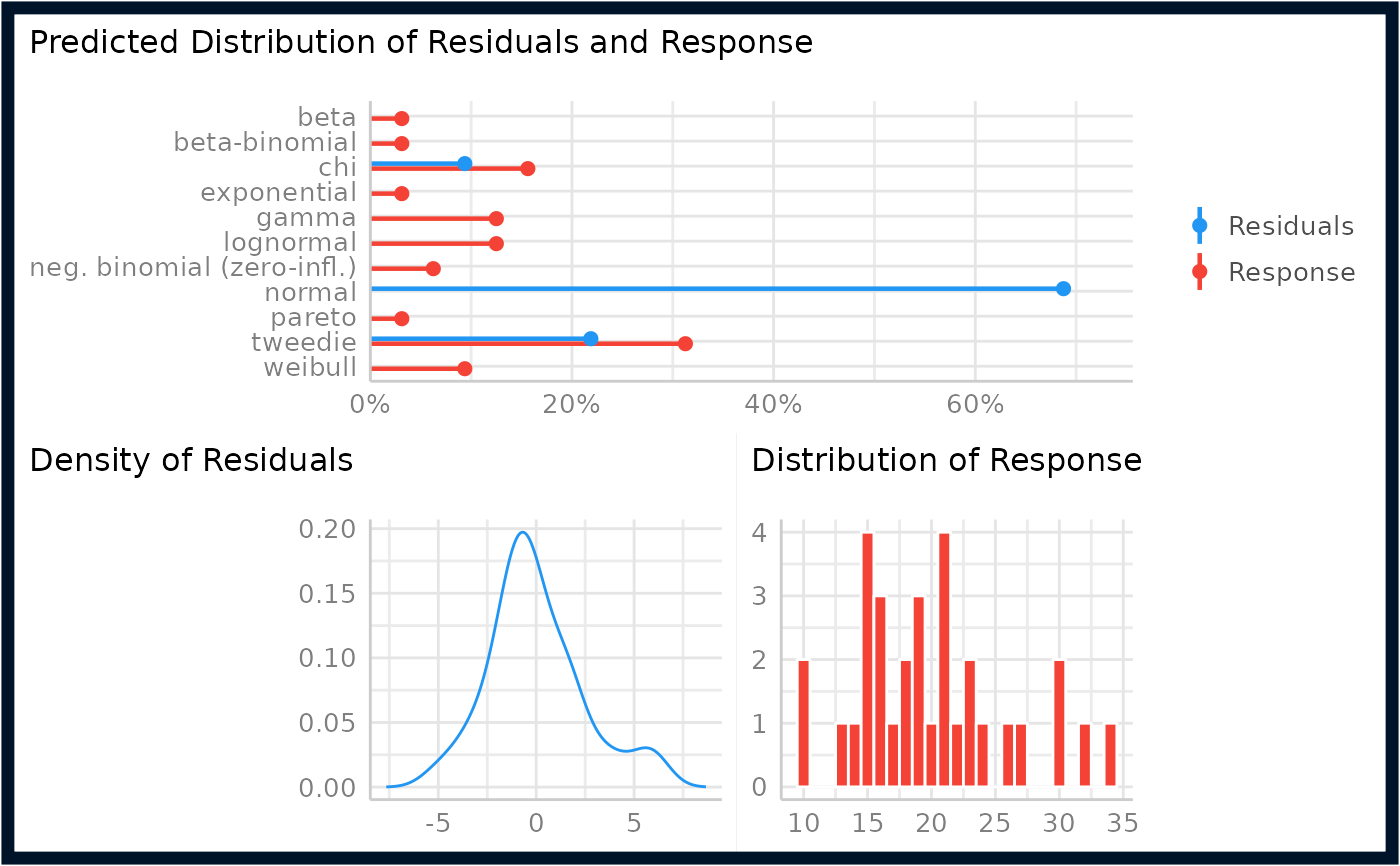 Predicted Distribution of Residuals and Response
beta
beta-binomial
chi
exponential
gamma
lognormal
neg. binomial (zero-infl.)
normal
pareto
tweedie
weibull
0% 20% 40% 60%
Residuals
Response
Density of Residuals
0.20
0.15
0.10
0.05
0.00
-5 0 5
Distribution of Response
4
3
2
1
0
10 15 20 25 30 35